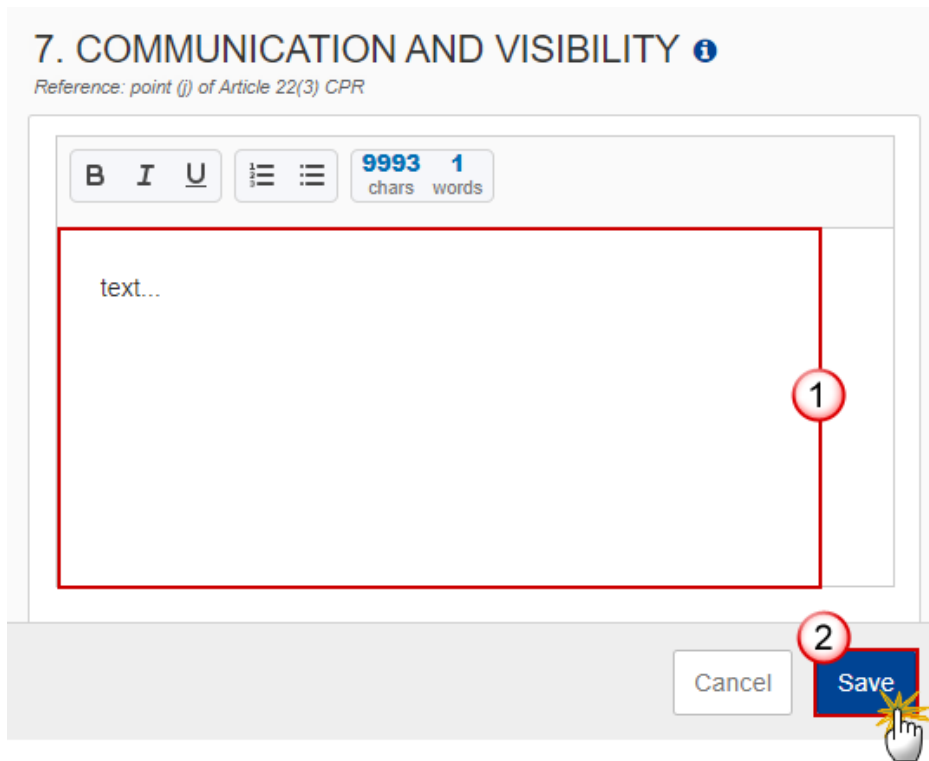 7. COMMUNICATION AND VISIBILITY
Reference: point (j) of Article 22(3) CPR
B I U 9993 1
chars words
text...
1
2
Cancel Save